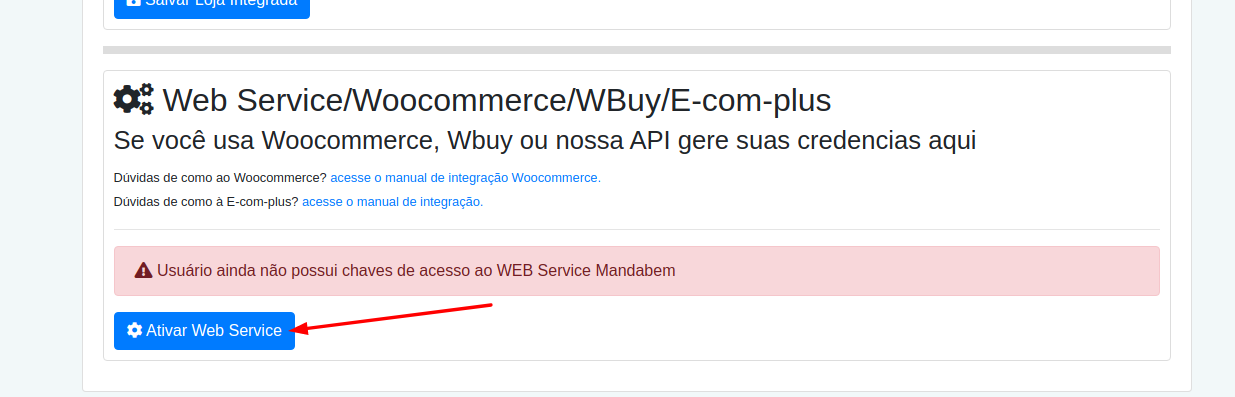 Salvar Loja Integrada
Web Service/Woocommerce/WBuy/E-com-plus
Se você usa Woocommerce, Wbuy ou nossa API gere suas credencias aqui
Dúvidas de como ao Woocommerce? acesse o manual de integração Woocommerce.
Dúvidas de como à E-com-plus? acesse o manual de integração.
Usuário ainda não possui chaves de acesso ao WEB Service Mandabem
Ativar Web Service